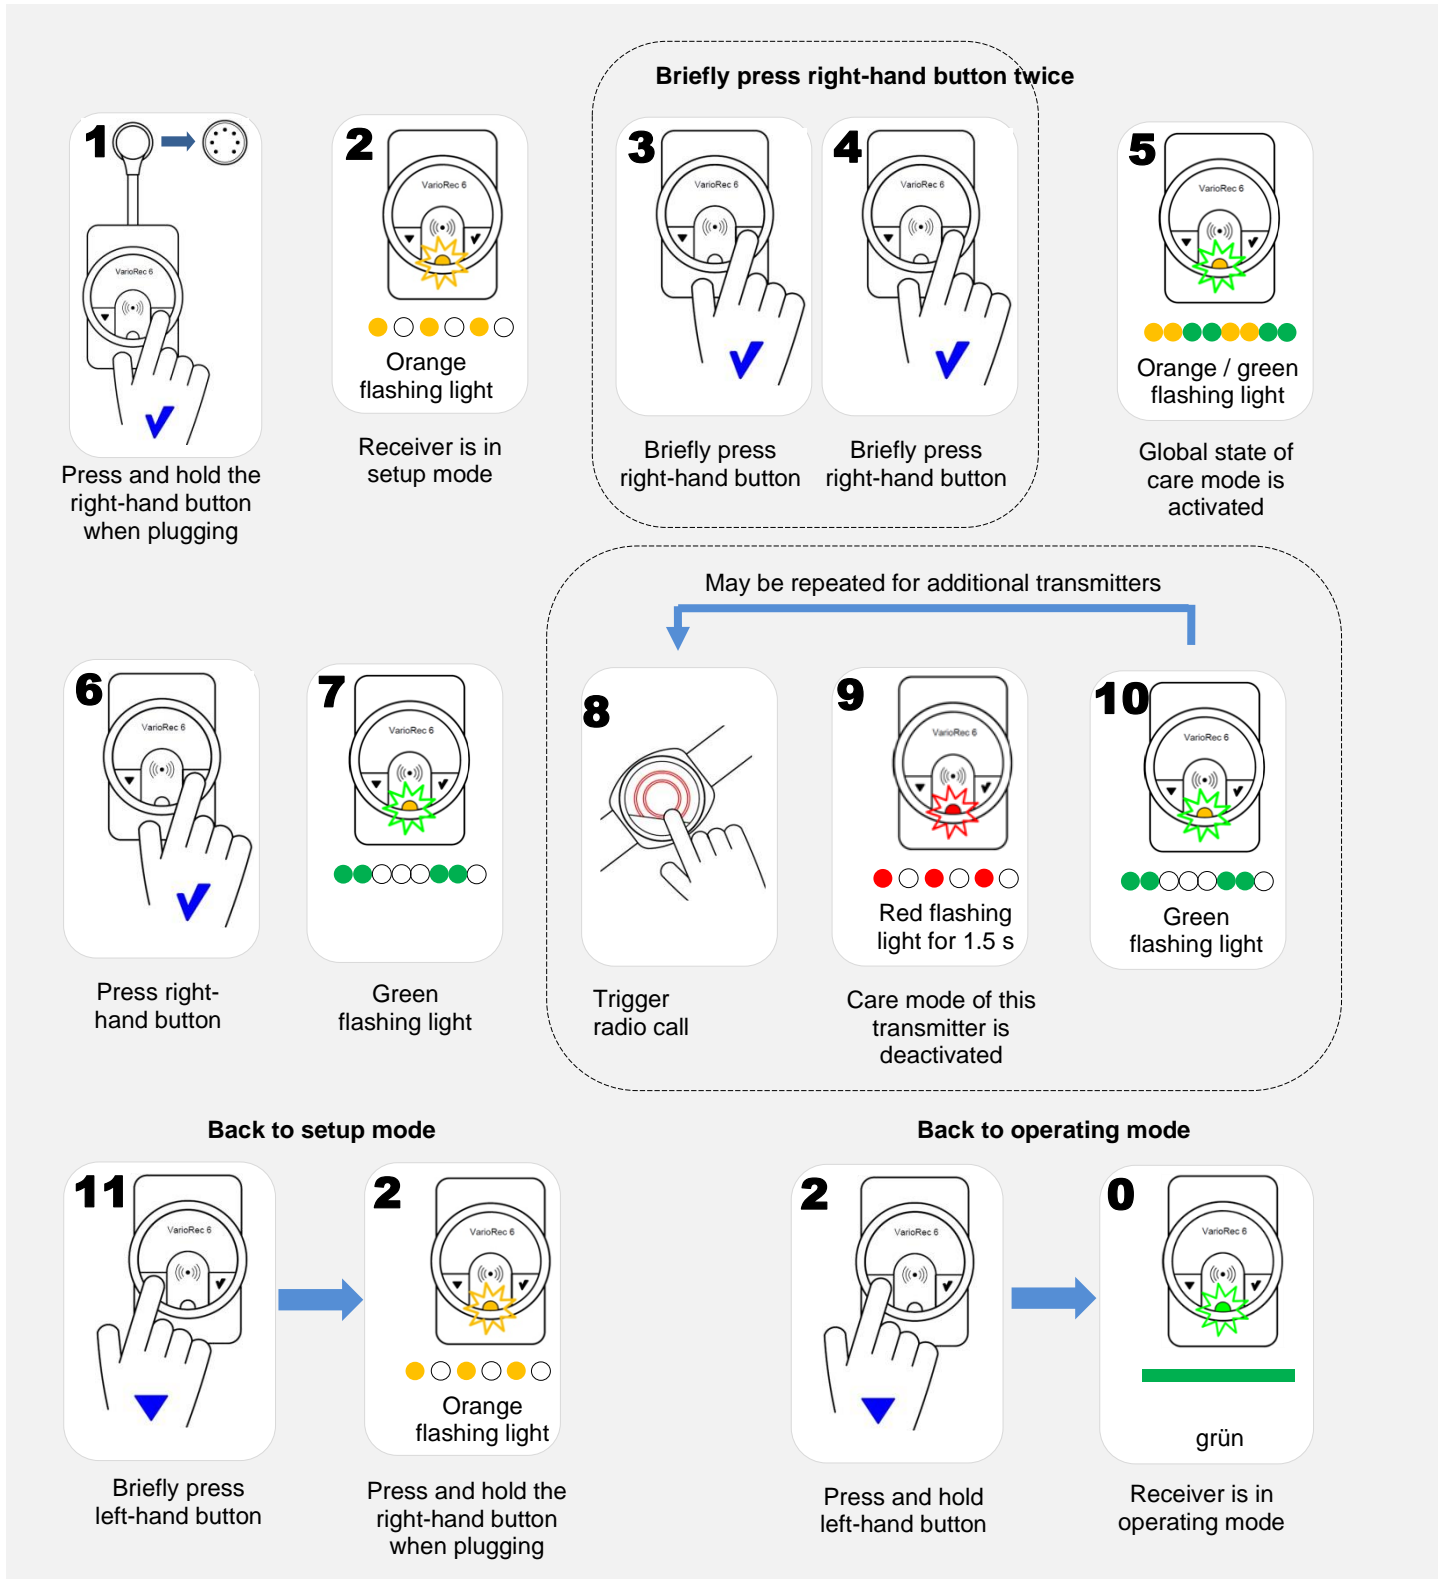 Briefly press right-hand button twice
1
VarioRec 6
Press and hold the
right-hand button
when plugging
2
VarioRec 6
Orange
flashing light
Receiver is in
setup mode
3
VarioRec 6
Briefly press
right-hand button
4
VarioRec 6
Briefly press
right-hand button
5
VarioRec 6
Orange / green
flashing light
Global state of
care mode is
activated
May be repeated for additional transmitters
6
VarioRec 6
Press right-
hand button
7
VarioRec 6
Green
flashing light
8
Trigger
radio call
9
VarioRec 6
Red flashing
light for 1.5 s
Care mode of this
transmitter is
deactivated
10
VarioRec 6
Green
flashing light
Back to setup mode
11
VarioRec 6
Briefly press
left-hand button
2
VarioRec 6
Orange
flashing light
Press and hold the
right-hand button
when plugging
Back to operating mode
2
VarioRec 6
Press and hold
left-hand button
0
VarioRec 6
grün
Receiver is in
operating mode